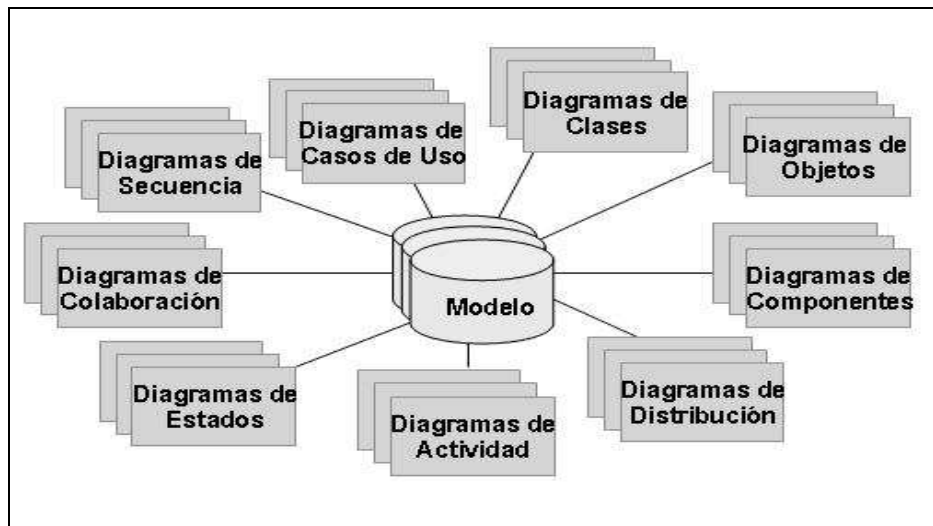 Diagramas de
Clases
Diagramas de
Casos de Uso
Diagramas de
Secuencia
Diagramas de
Objetos
Diagramas de
Colaboración
Diagramas de
Componentes
Modelo
Diagramas de
Estados
Diagramas de
Actividad
Diagramas de
Distribución